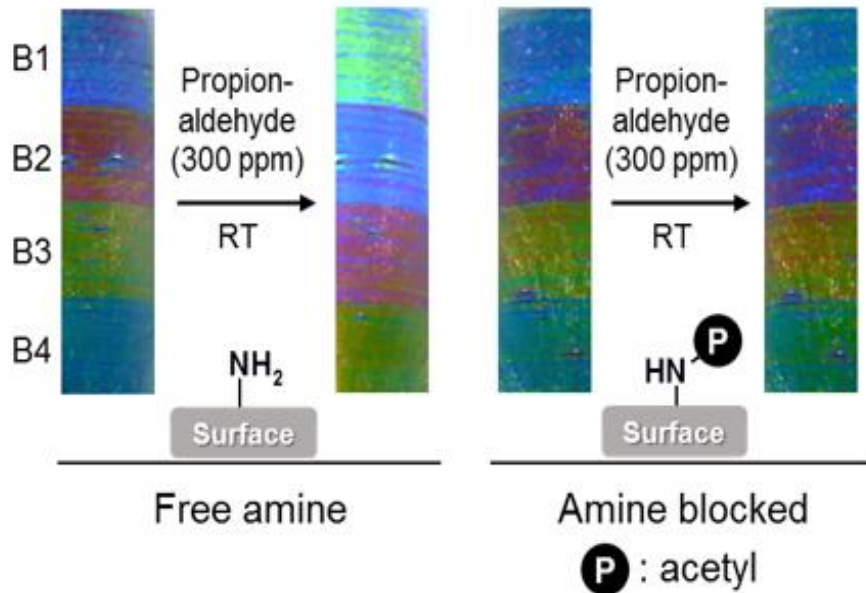 B1
B2
B3
B4
Propion-
aldehyde
(300 ppm)
RT
NH₂
Surface
Free amine
Propion-
aldehyde
(300 ppm)
RT
P
HN
Surface
Amine blocked
P : acetyl